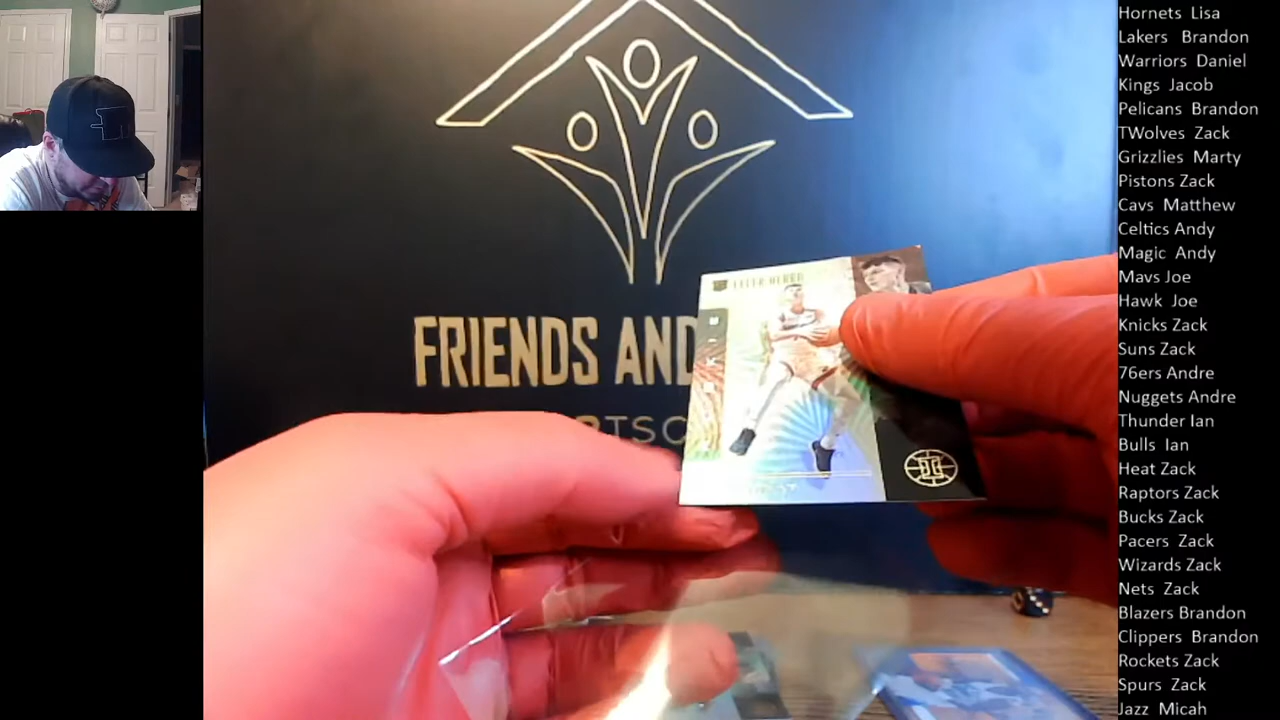 FRIENDS AND
Hornets Lisa
Lakers Brandon
Warriors Daniel
Kings Jacob
Pelicans Brandon
TWolves Zack
Grizzlies Marty
Pistons Zack
Cavs Matthew
Celtics Andy
Magic Andy
Mavs Joe
Hawk Joe
Knicks Zack
Suns Zack
76ers Andre
Nuggets Andre
Thunder Ian
Bulls Ian
Heat Zack
Raptors Zack
Bucks Zack
Pacers Zack
Wizards Zack
Nets Zack
Blazers Brandon
Clippers Brandon
Rockets Zack
Spurs Zack
Jazz Micah